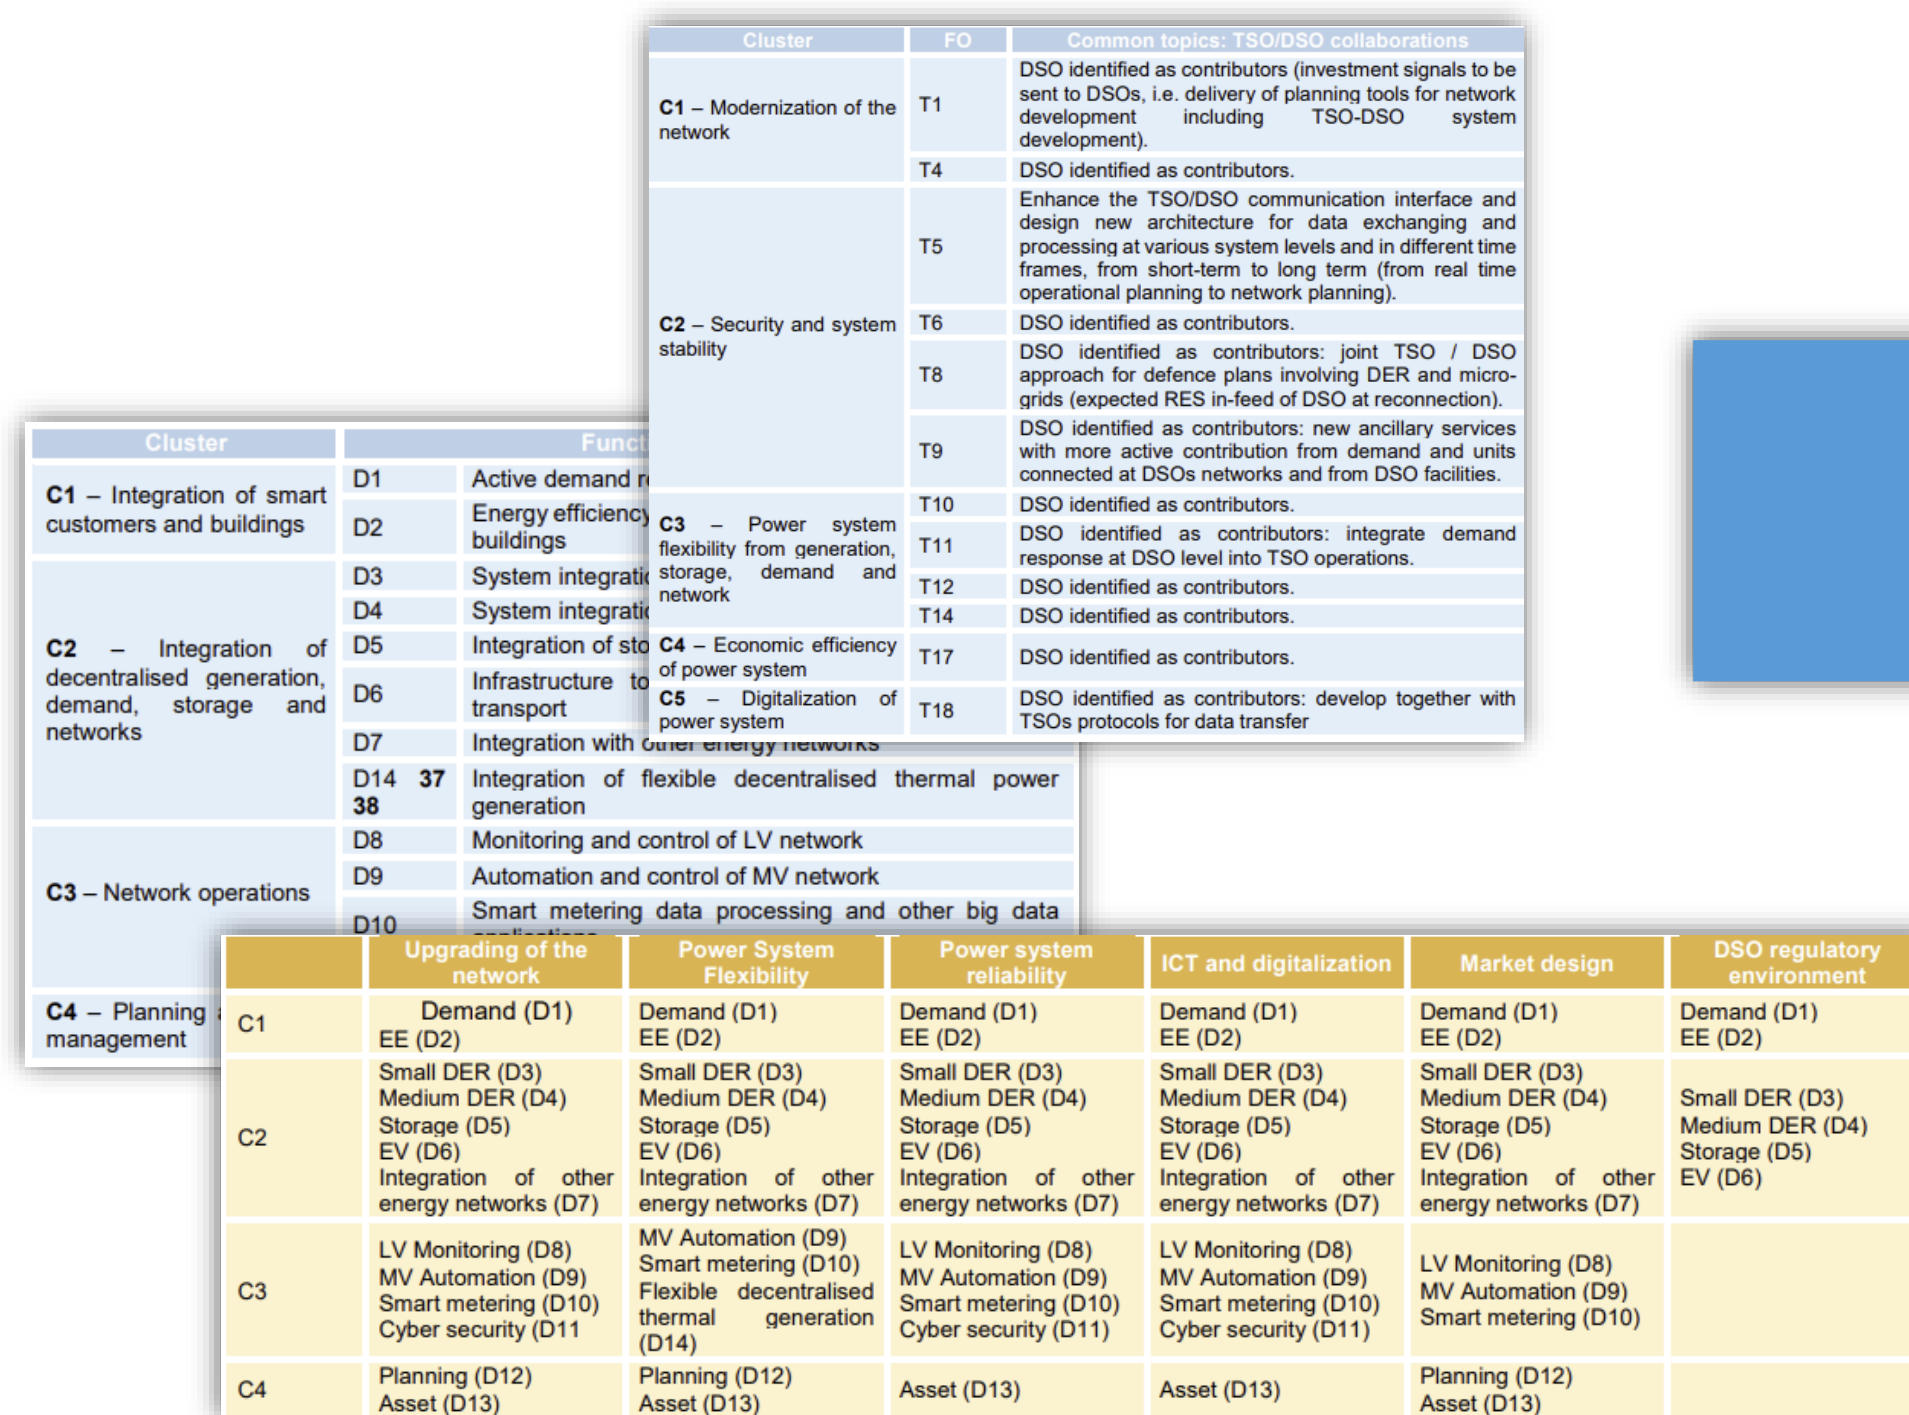 Cluster FO Common topics: TSO/DSO collaborations
C1 – Modernization of the
network
T1
DSO identified as contributors (investment signals to be
sent to DSOs, i.e. delivery of planning tools for network
development including TSO-DSO system
development).
T4 DSO identified as contributors.
C2 – Security and system
stability
T5
Enhance the TSO/DSO communication interface and
design new architecture for data exchanging and
processing at various system levels and in different time
frames, from short-term to long term (from real time
operational planning to network planning).
T6 DSO identified as contributors.
T8
DSO identified as contributors: joint TSO / DSO
approach for defence plans involving DER and micro-
grids (expected RES in-feed of DSO at reconnection).
T9
DSO identified as contributors: new ancillary services
with more active contribution from demand and units
connected at DSOs networks and from DSO facilities.
C3 – Power system
flexibility from generation,
storage, demand and
network
T10 DSO identified as contributors.
T11
DSO identified as contributors: integrate demand
response at DSO level into TSO operations.
T12 DSO identified as contributors.
T14 DSO identified as contributors.
C4 – Economic efficiency
of power system
T17 DSO identified as contributors.
C5 – Digitalization of
power system
T18
DSO identified as contributors: develop together with
TSOs protocols for data transfer
Cluster
C1 – Integration of smart
customers and buildings
D1 Active demand
D2
Energy efficiency
buildings
C2 – Integration of
decentralised generation,
demand, storage and
networks
D3 System
D4 System
D5 Integration of
D6
Infrastructure to
transport
D7 Integration with other energy networks
D14 37
38
Integration of flexible decentralised thermal power
generation
C3 – Network operations
D8 Monitoring and control of LV network
D9 Automation and control of MV network
D10 Smart metering data processing and other big data
C4 – Planning
management
Upgrading of the
network
Power System
Flexibility
Power system
reliability
ICT and digitalization
Market design
DSO regulatory
environment
C1
Demand (D1)
EE (D2)
Demand (D1)
EE (D2)
Demand (D1)
EE (D2)
Demand (D1)
EE (D2)
Demand (D1)
EE (D2)
Demand (D1)
EE (D2)
C2
Small DER (D3)
Medium DER (D4)
Storage (D5)
EV (D6)
Integration of other
energy networks (D7)
Small DER (D3)
Medium DER (D4)
Storage (D5)
EV (D6)
Integration of other
energy networks (D7)
Small DER (D3)
Medium DER (D4)
Storage (D5)
EV (D6)
Integration of other
energy networks (D7)
Small DER (D3)
Medium DER (D4)
Storage (D5)
EV (D6)
Integration of other
energy networks (D7)
Small DER (D3)
Medium DER (D4)
Storage (D5)
EV (D6)
Integration of other
energy networks (D7)
Small DER (D3)
Medium DER (D4)
Storage (D5)
EV (D6)
C3
LV Monitoring (D8)
MV Automation (D9)
Smart metering (D10)
Cyber security (D11
MV Automation (D9)
Smart metering (D10)
Flexible decentralised
thermal generation
(D14)
LV Monitoring (D8)
MV Automation (D9)
Smart metering (D10)
Cyber security (D11)
LV Monitoring (D8)
MV Automation (D9)
Smart metering (D10)
Cyber security (D11)
LV Monitoring (D8)
MV Automation (D9)
Smart metering (D10)
C4
Planning (D12)
Asset (D13)
Planning (D12)
Asset (D13)
Asset (D13)
Asset (D13)
Planning (D12)
Asset (D13)